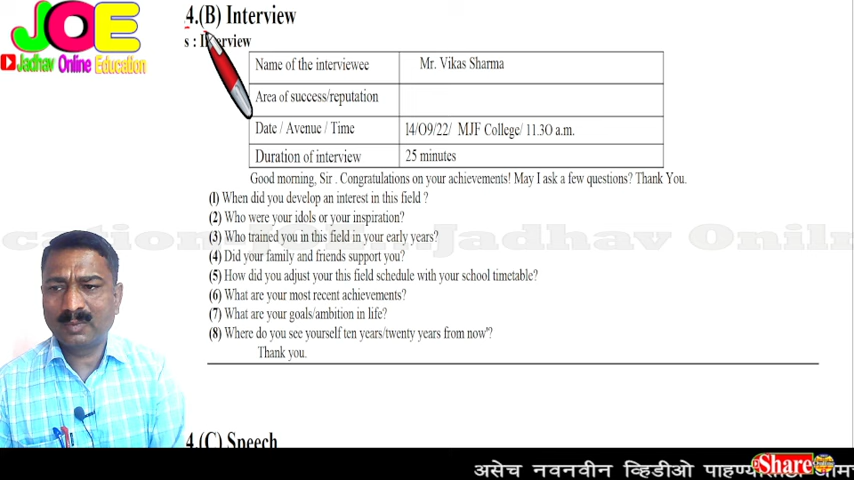 JOE
Jadhav Online Education
4.(B) Interview
s : Interview
Name of the interviewee Mr. Vikas Sharma
Area of success/reputation
Date / Avenue / Time 14/O9/22/ MJF College/ 11.3O a.m.
Duration of interview 25 minutes
Good morning, Sir . Congratulations on your achievements! May I ask a few questions? Thank You.
(l) When did you develop an interest in this field ?
(2) Who were your idols or your inspiration?
(3) Who trained you in this field in your early years?
(4) Did your family and friends support you?
(5) How did you adjust your this field schedule with your school timetable?
(6) What are your most recent achievements?
(7) What are your goals/ambition in life?
(8) Where do you see yourself ten years/twenty years from now"?
Thank you.
4.(C) Speech
असेच नवनवीन व्हिडीओ
Share